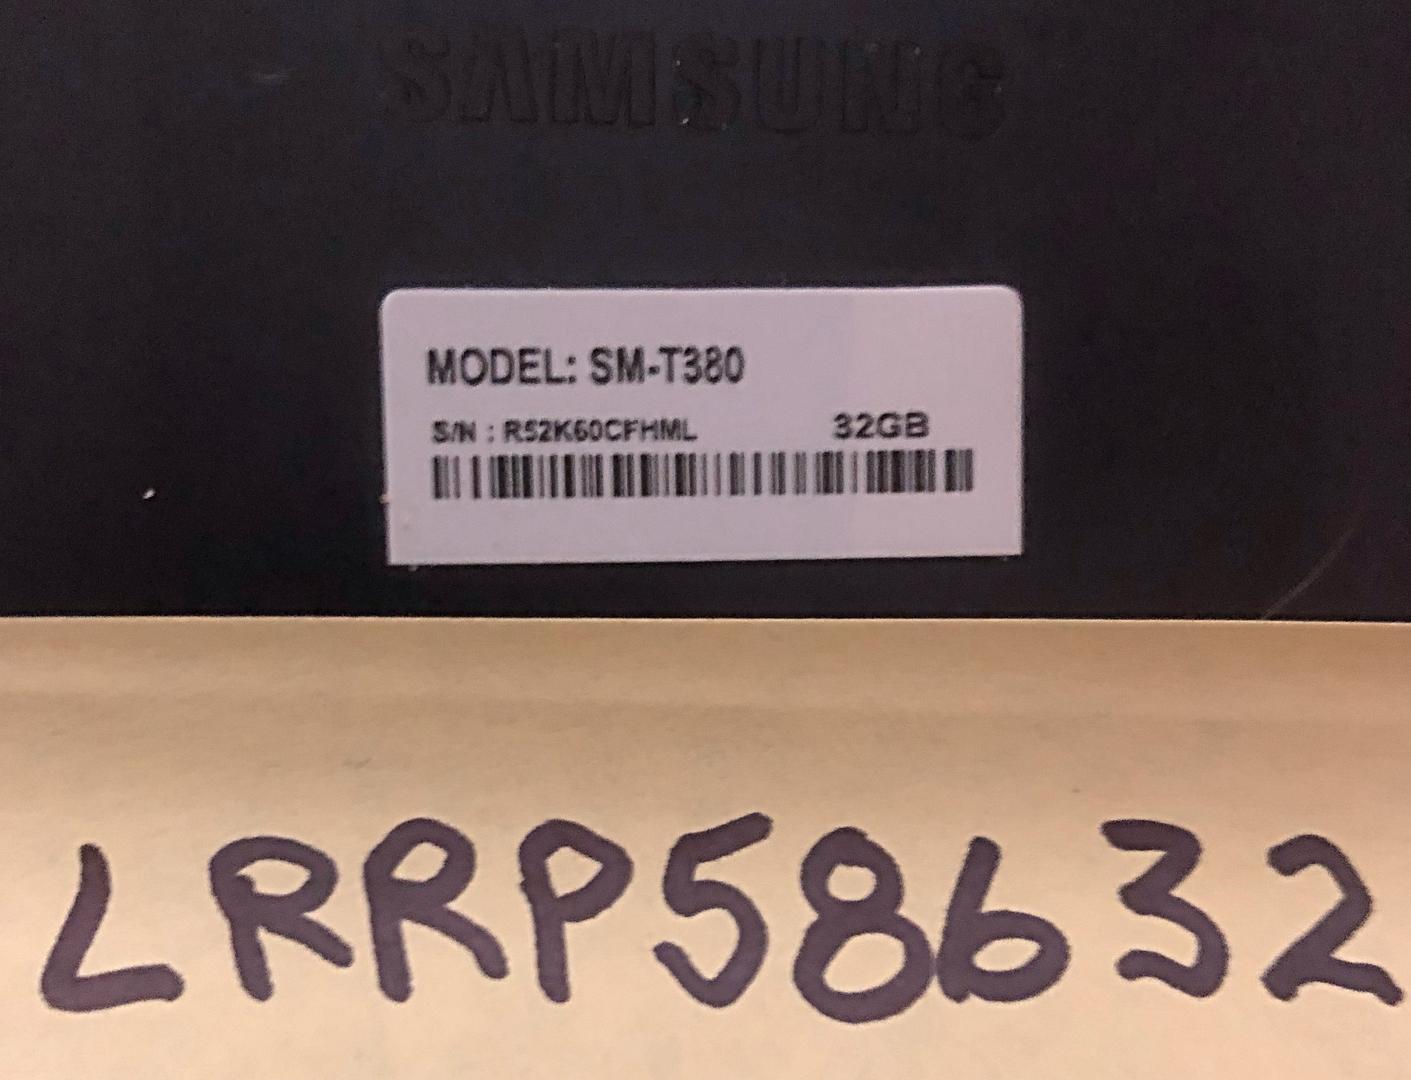 SAMSUNG
MODEL: SM-T380
S/N : R52K60CFHML 32GB
LRRP58632